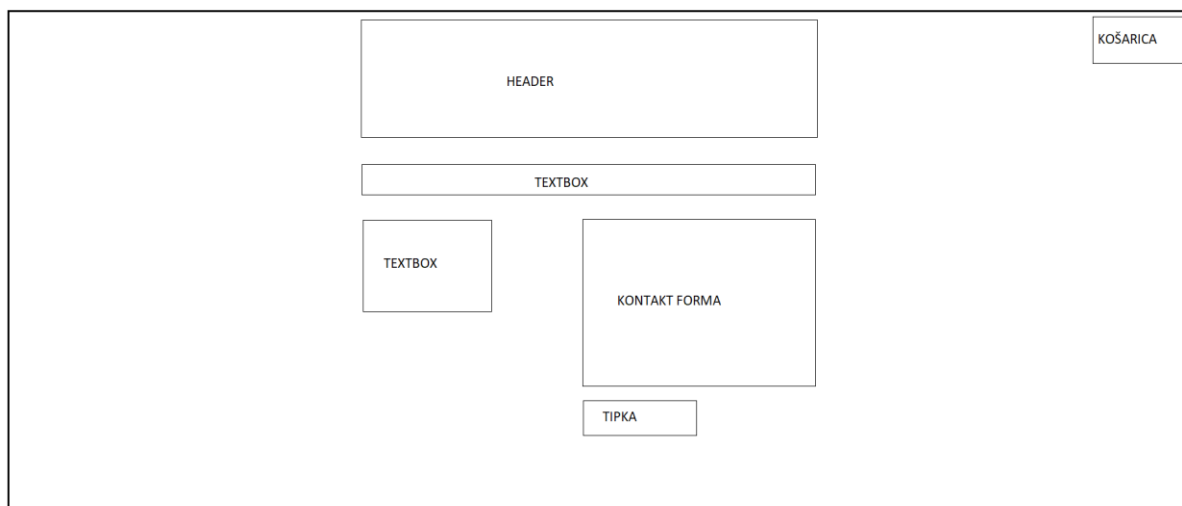 KOŠARICA
HEADER
TEXTBOX
TEXTBOX
KONTAKT FORMA
TIPKA